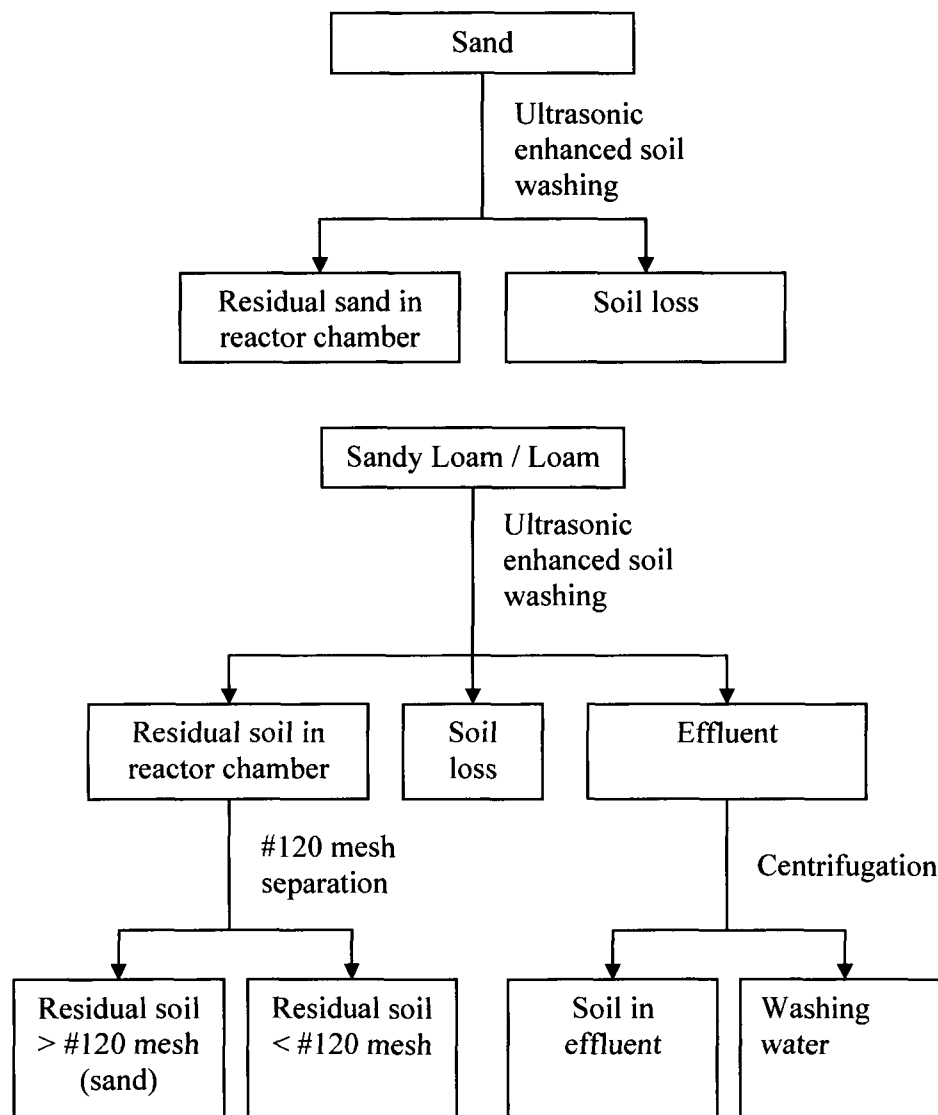 Sand
Ultrasonic
enhanced soil
washing
Residual sand in
reactor chamber
Soil loss
Sandy Loam / Loam
Ultrasonic
enhanced soil
washing
Residual soil in
reactor chamber
Soil
loss
Effluent
#120 mesh
separation
Centrifugation
Residual soil
> #120 mesh
(sand)
Residual soil
< #120 mesh
Soil in
effluent
Washing
water